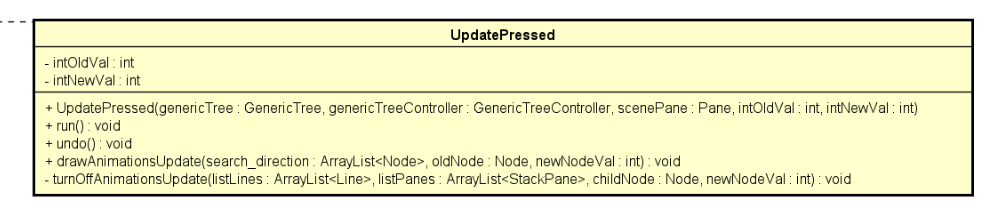 UpdatePressed
- intOldVal : int
- intNewVal : int
+ UpdatePressed(genericTree : GenericTree, genericTreeController : GenericTreeController, scenePane : Pane, intOldVal : int, intNewVal : int)
+ run() : void
+ undo() : void
+ drawAnimationsUpdate(search_direction : ArrayList<Node>, oldNode : Node, newNodeVal : int) : void
- turnOffAnimationsUpdate(listLines : ArrayList<Line>, listPanes : ArrayList<StackPane>, childNode : Node, newNodeVal : int) : void